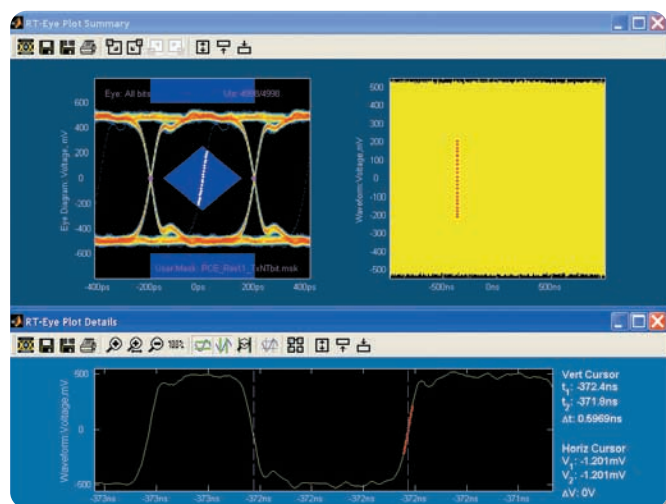 RT-Eye Plot Summary
Eye: All bits
UIs: 4998/4998
600
400
200
0
-200
-400
-600
Eye Diagram: Voltage, mV
User Mask: PCE_Rev11_TxNTbit.msk
-400ps
-200ps
0ps
200ps
400ps
500
400
300
200
100
0
-100
-200
-300
-400
-500
Waveform:Voltage,mV
-500ns
0ns
500ns
RT-Eye Plot Details
100%
500
0
-500
Waveform:Voltage,mV
-373ns
-373ns
-373ns
-372ns
-372ns
-372ns
-372ns
-372ns
-371ns
Vert Cursor
t1: -372.4ns
t2: -371.8ns
Δt: 0.5969ns
Horiz Cursor
V1: -1.201mV
V2: -1.201mV
ΔV: 0V